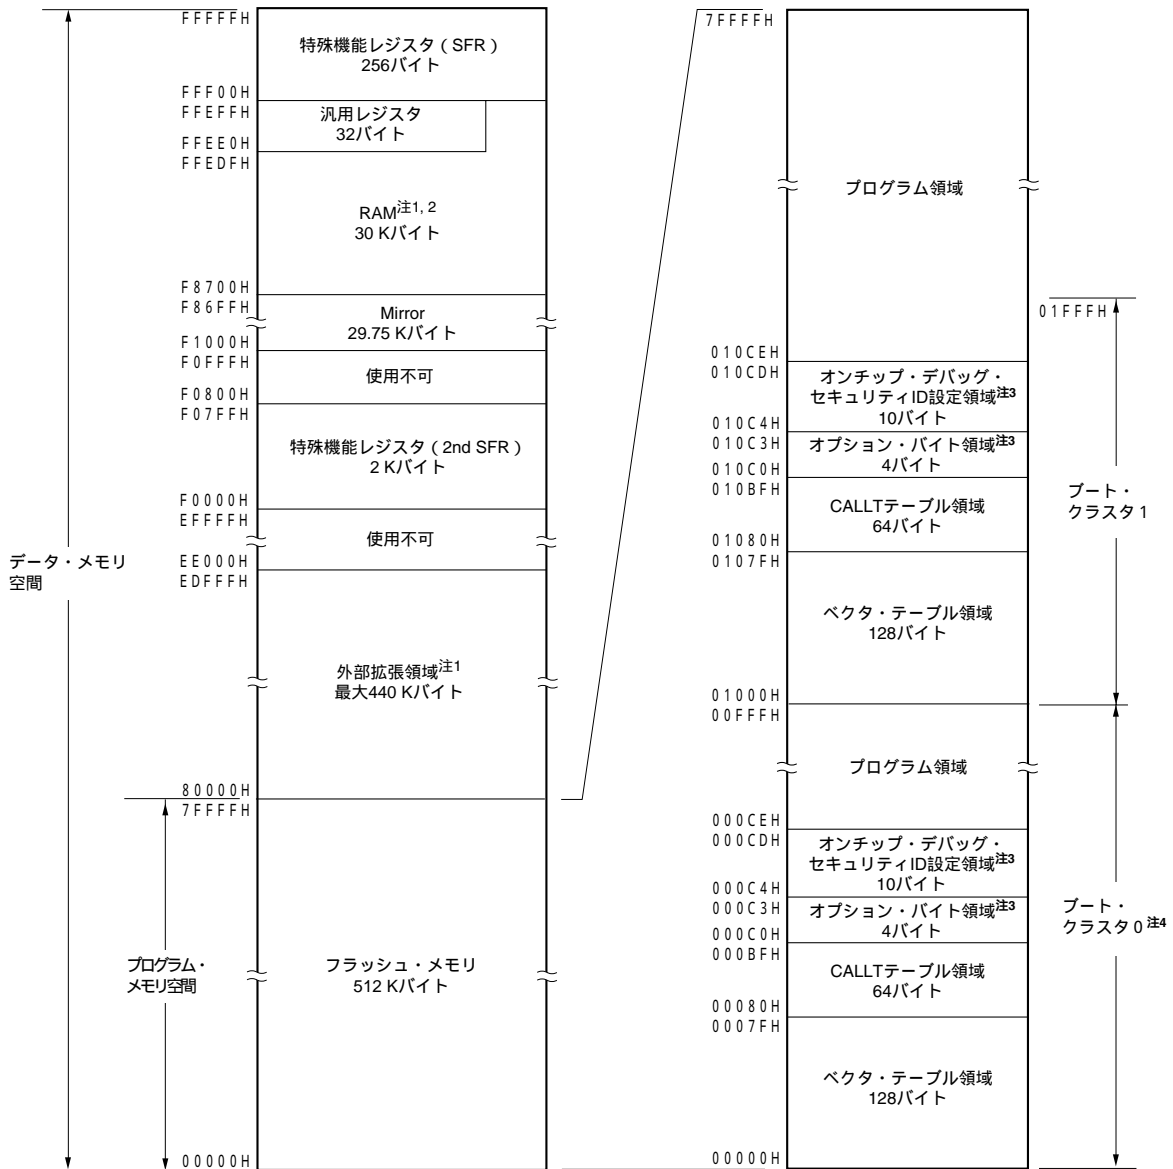 FFFFFH
特殊機能レジスタ（SFR）
256バイト
FFF00H
FFEFFH
汎用レジスタ
32バイト
FFEE0H
FFEDFH
RAM注1, 2
30 Kバイト
F8700H
F86FFH
Mirror
29.75 Kバイト
F1000H
F0FFFH
使用不可
F0800H
F07FFH
特殊機能レジスタ（2nd SFR）
2 Kバイト
F0000H
EFFFFH
使用不可
EE000H
EDFFFH
データ・メモリ
空間
外部拡張領域注1
最大440 Kバイト
80000H
7FFFFH
プログラム・
メモリ空間
フラッシュ・メモリ
512 Kバイト
00000H
7FFFFH
プログラム領域
01FFFH
010CEH
010CDH
オンチップ・デバッグ・
セキュリティID設定領域注3
10バイト
010C4H
010C3H
オプション・バイト領域注3
4バイト
010C0H
010BFH
CALLTテーブル領域
64バイト
ブート・
クラスタ1
01080H
0107FH
ベクタ・テーブル領域
128バイト
01000H
00FFFH
プログラム領域
000CEH
000CDH
オンチップ・デバッグ・
セキュリティID設定領域注3
10バイト
000C4H
000C3H
オプション・バイト領域注3
4バイト
ブート・
クラスタ0注4
000C0H
000BFH
CALLTテーブル領域
64バイト
00080H
0007FH
ベクタ・テーブル領域
128バイト
00000H